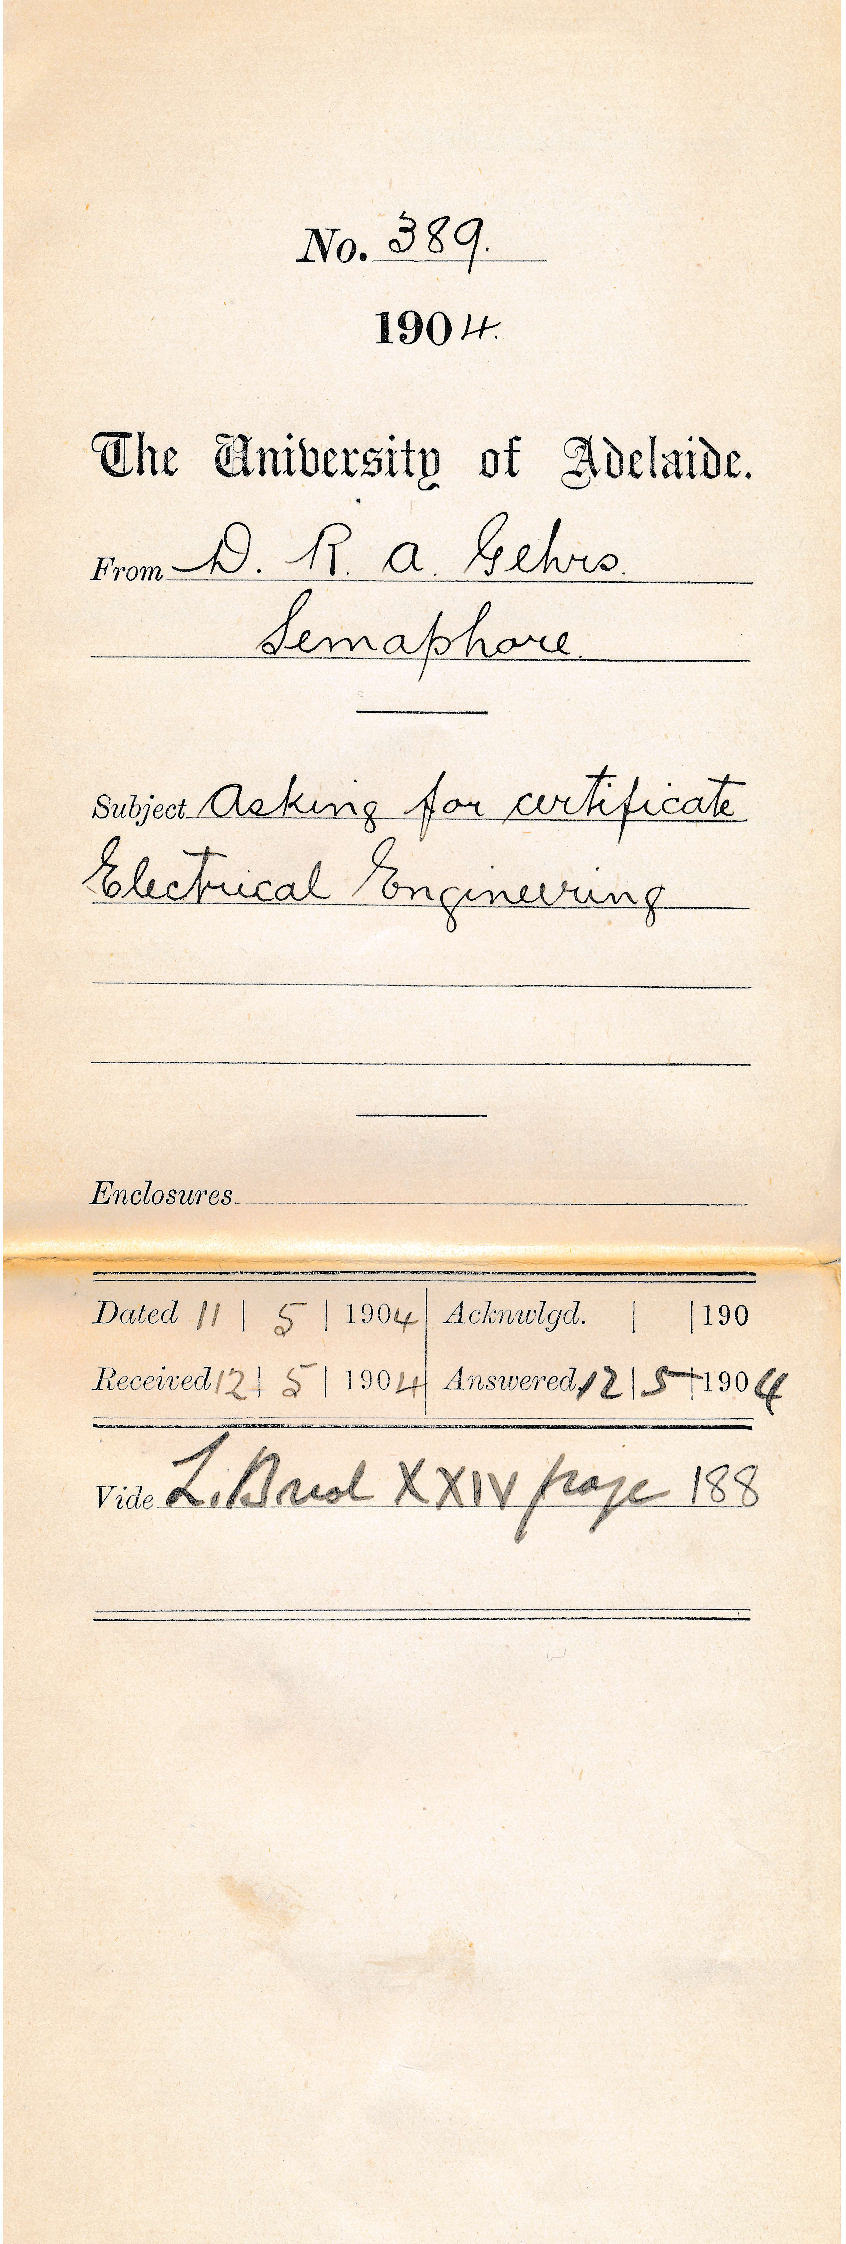 No. 389.
1904.
The University of Adelaide.
From D. R. A. Gehrs.
Semaphore.
Subject Asking for certificate
Electrical Engineering
Enclosures
Dated 11 | 5 | 1904 Acknwlgd. | | 190
Received 12 | 5 | 1904 Answered 12 | 5 | 1904
Vide L. XXIV page 188